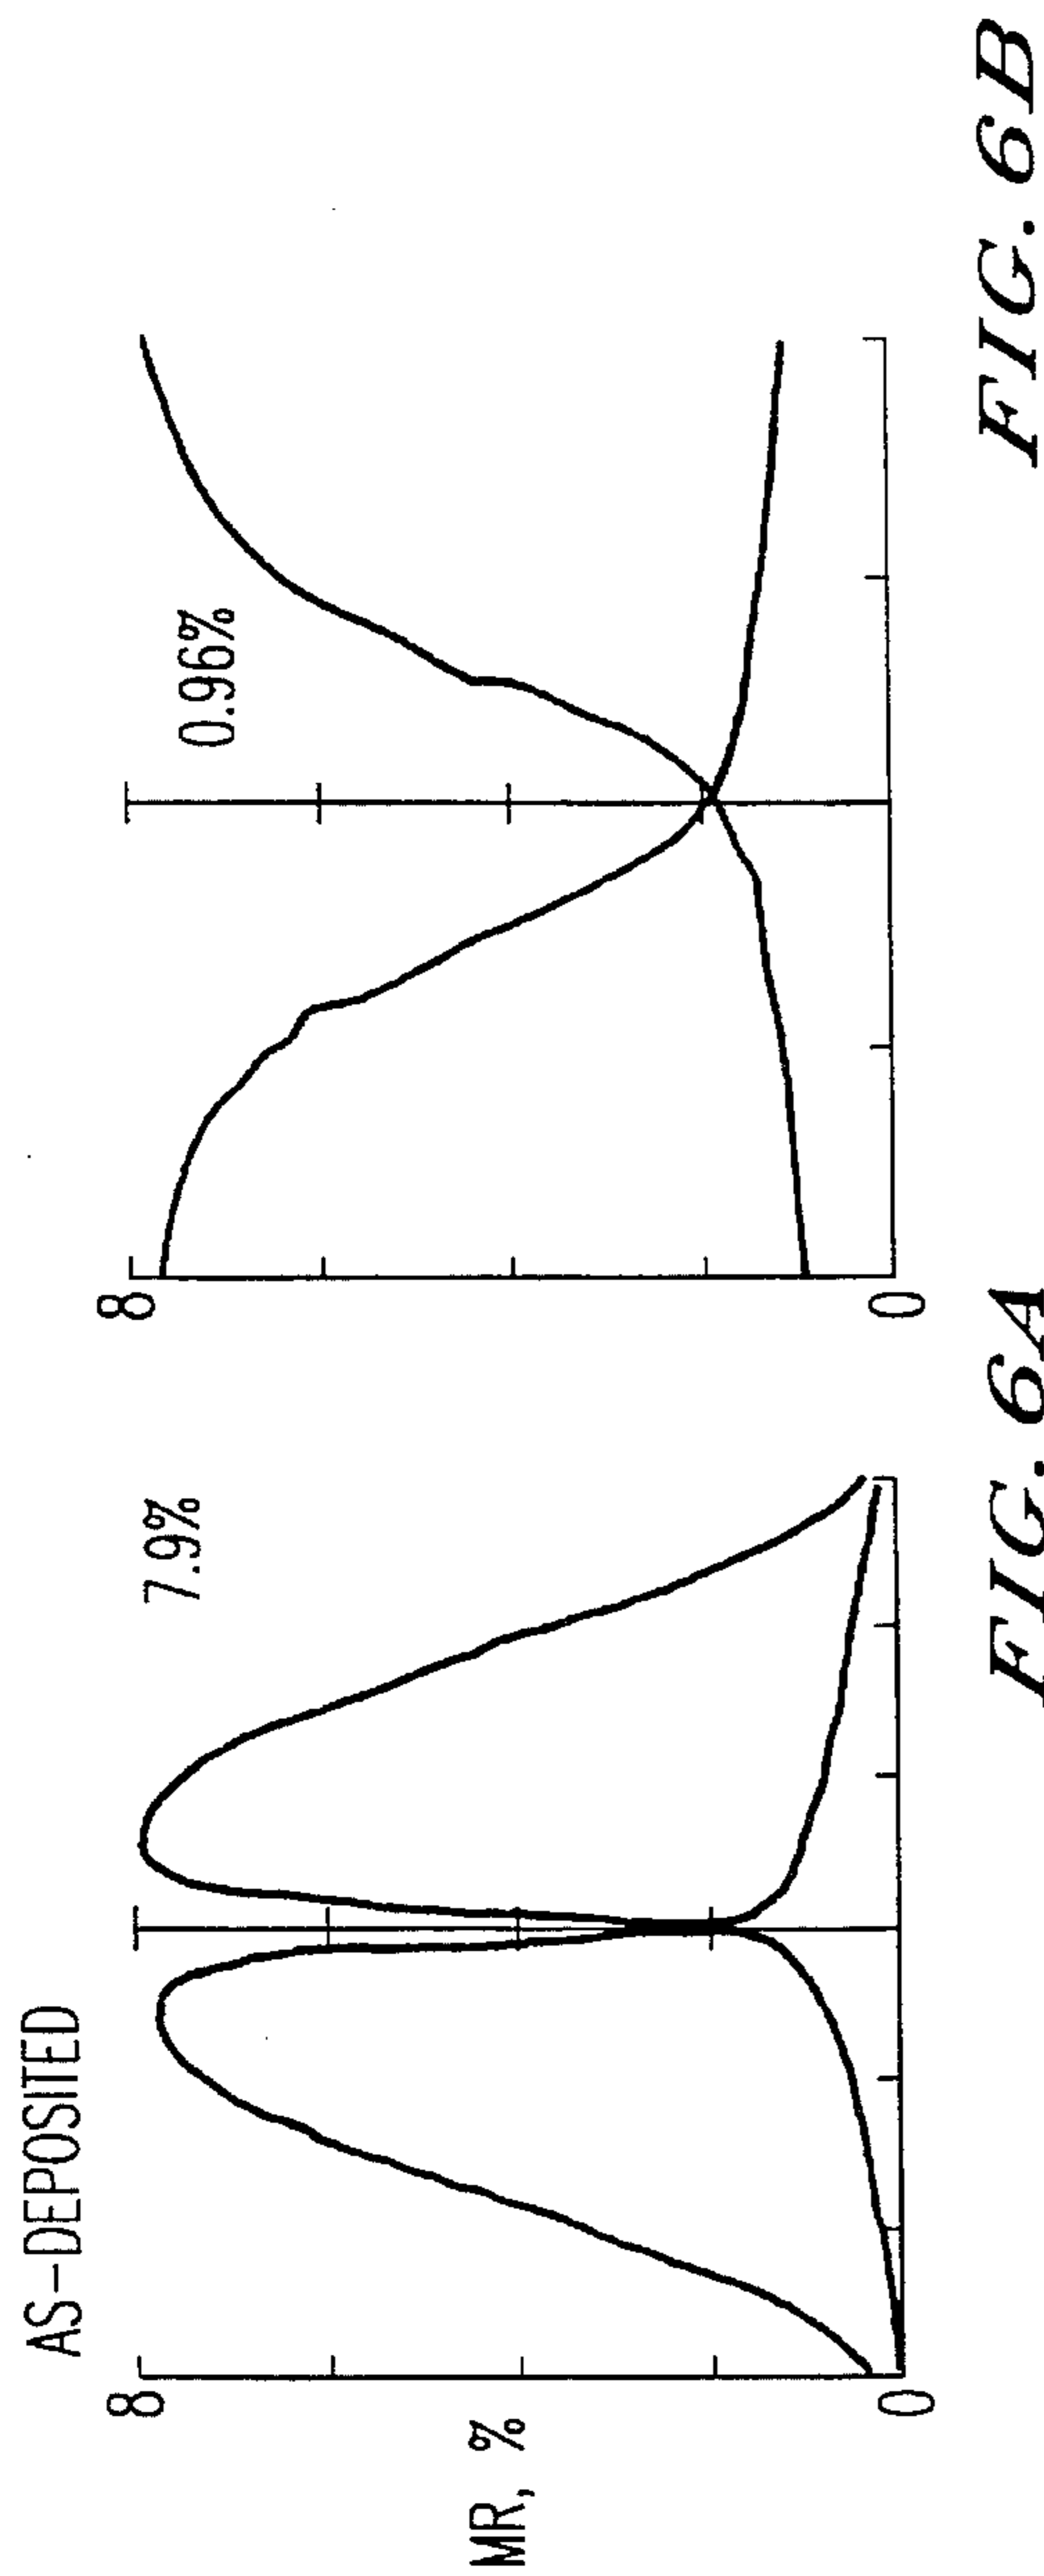 AS-DEPOSITED
7.9%
0.96%
8
8
MR, %
0
0
FIG. 6A
FIG. 6B